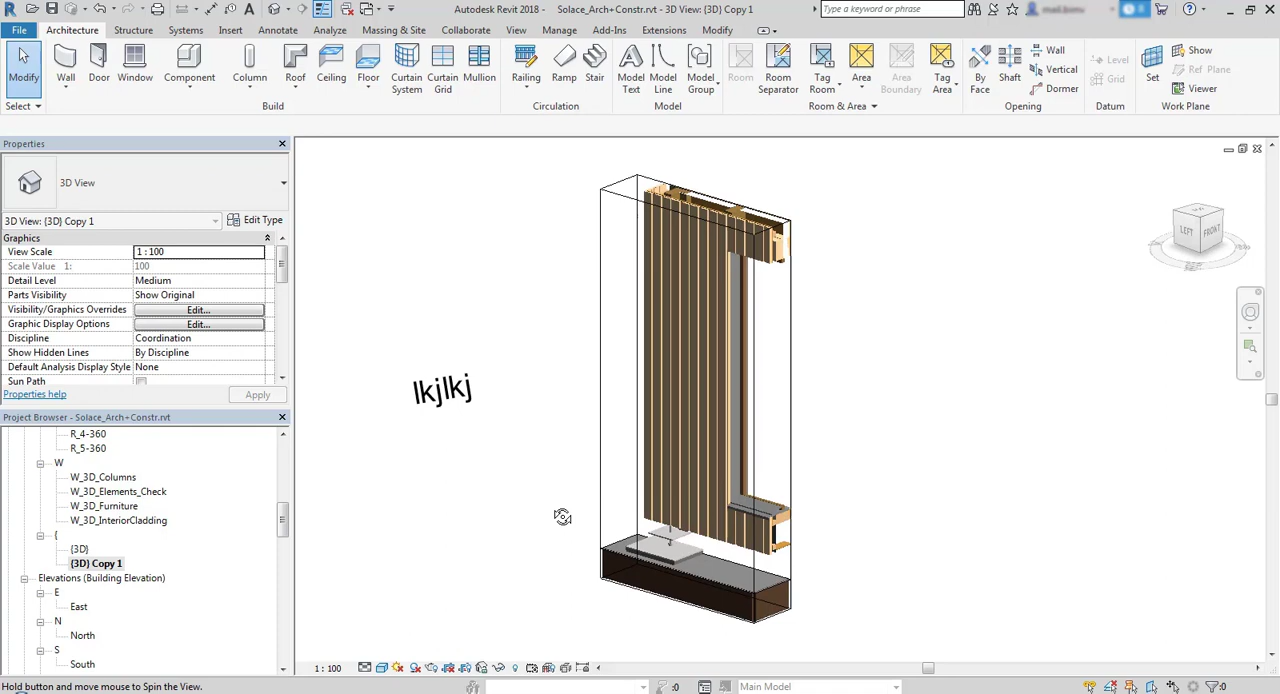 Autodesk Revit 2018 - Solace_Arch+Constr.rvt - 3D View: {3D} Copy 1
Type a keyword or phrase
File Architecture Structure Systems Insert Annotate Analyze Massing & Site Collaborate View Manage Add-Ins Extensions Modify
Modify Wall Door Window Component Column Roof Ceiling Floor Curtain System Curtain Grid Mullion Railing Ramp Stair Model Text Model Line Model Group Room Room Separator Tag Room Area Area Boundary Tag Area By Face Shaft Wall Vertical Dormer Level Grid Set Show Ref Plane Viewer
Select Build Circulation Model Room & Area Opening Datum Work Plane
Properties
3D View
3D View: {3D} Copy 1 Edit Type
Graphics
View Scale 1 : 100
Scale Value 1: 100
Detail Level Medium
Parts Visibility Show Original
Visibility/Graphics Overrides Edit...
Graphic Display Options Edit...
Discipline Coordination
Show Hidden Lines By Discipline
Default Analysis Display Style None
Sun Path
Properties help Apply
Project Browser - Solace_Arch+Constr.rvt
R_4-360
R_5-360
W
W_3D_Columns
W_3D_Elements_Check
W_3D_Furniture
W_3D_InteriorCladding
{
{3D}
{3D} Copy 1
Elevations (Building Elevation)
E
East
N
North
S
South
lkjlkj
LEFT FRONT
1 : 100
Hold button and move mouse to Spin the View.
:0
Main Model
:0